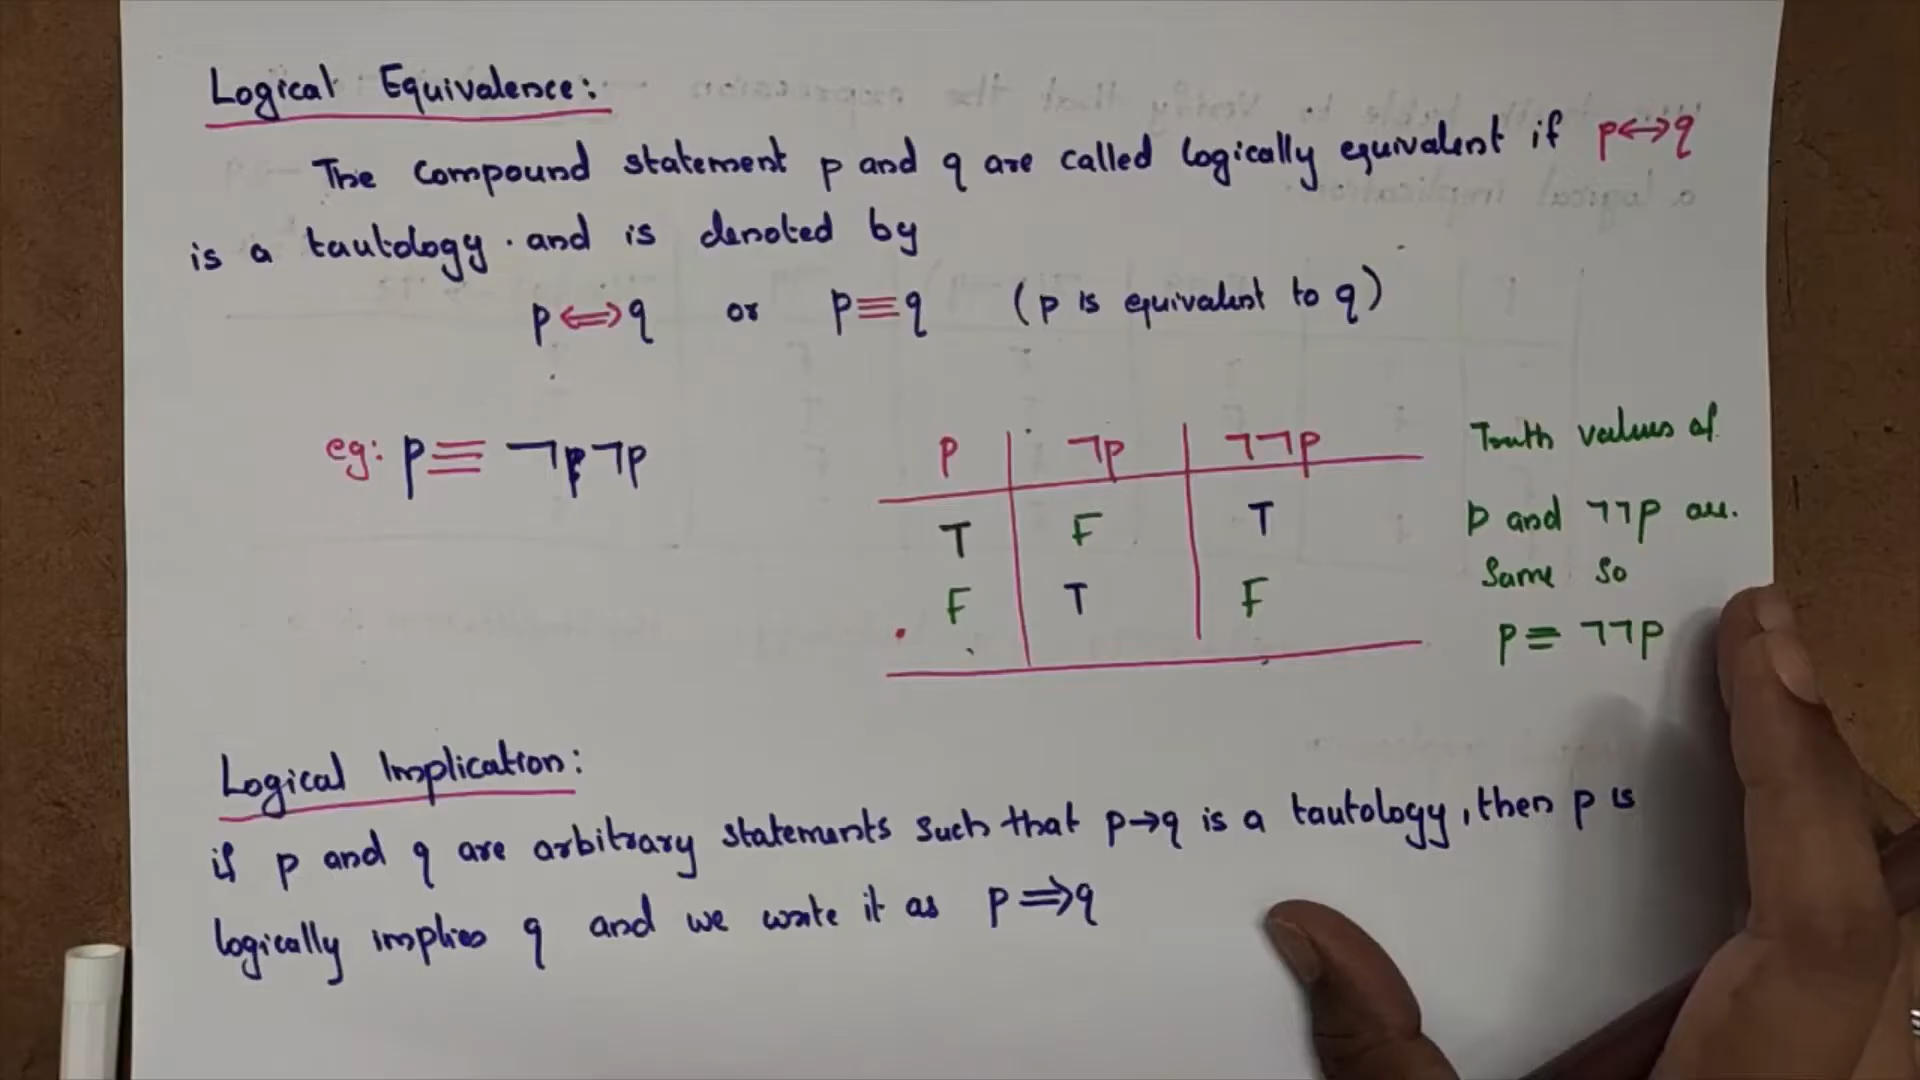 Logical Equivalence:
The compound statement p and q are called logically equivalent if p↔q
is a tautology. and is denoted by
p⇔q or p≡q (p is equivalent to q)
eg: p≡ ¬p¬p
P ¬p ¬¬p
T F T
F T F
Truth values of
p and ¬¬p are.
Same so
p≡ ¬¬p
Logical Implication:
if p and q are arbitrary statements such that p→q is a tautology, then p is
logically implies q and we write it as p⇒q